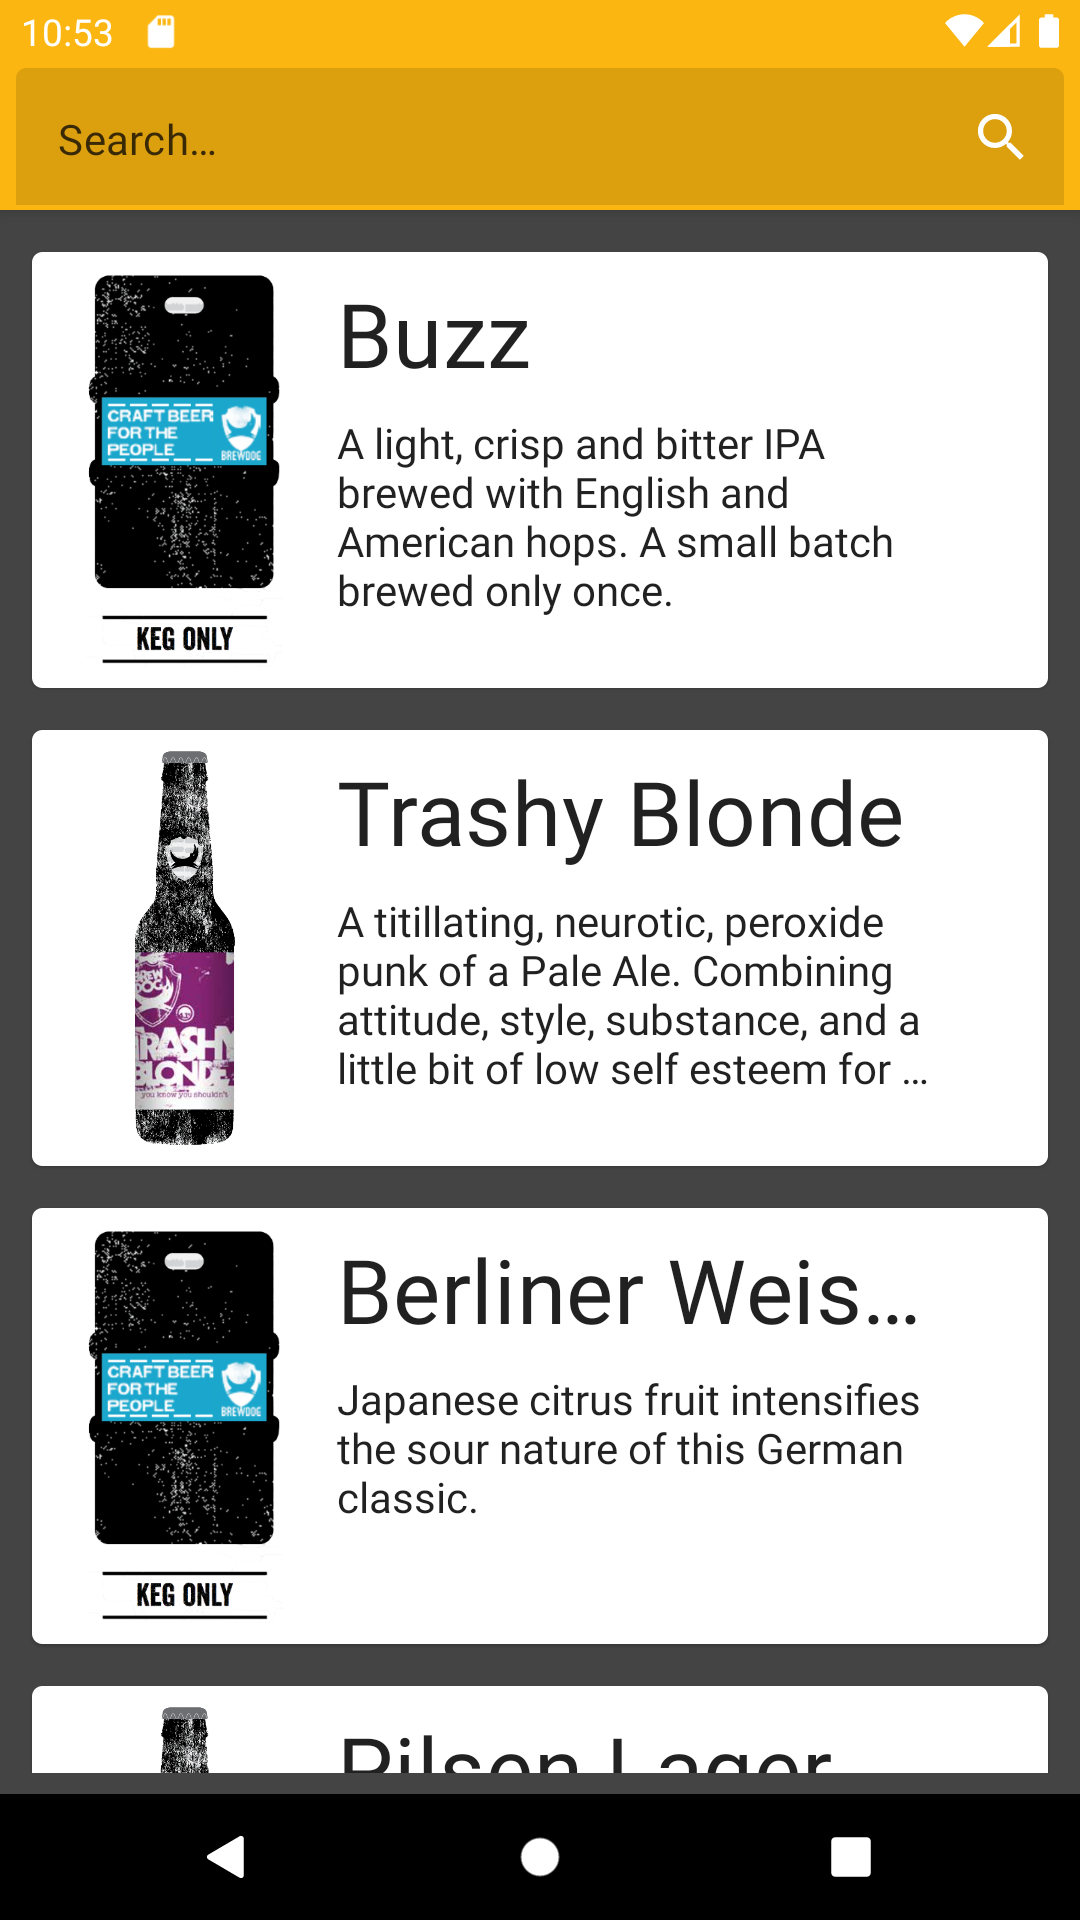 10:53
Search…
Buzz
CRAFT BEER
FOR THE
PEOPLE
BREWDOG
KEG ONLY
A light, crisp and bitter IPA
brewed with English and
American hops. A small batch
brewed only once.
Trashy Blonde
BREW
DOG
TRASHY
BLONDE
you know you shouldn't
A titillating, neurotic, peroxide
punk of a Pale Ale. Combining
attitude, style, substance, and a
little bit of low self esteem for …
Berliner Weis…
CRAFT BEER
FOR THE
PEOPLE
BREWDOG
KEG ONLY
Japanese citrus fruit intensifies
the sour nature of this German
classic.
Pilsen Lager